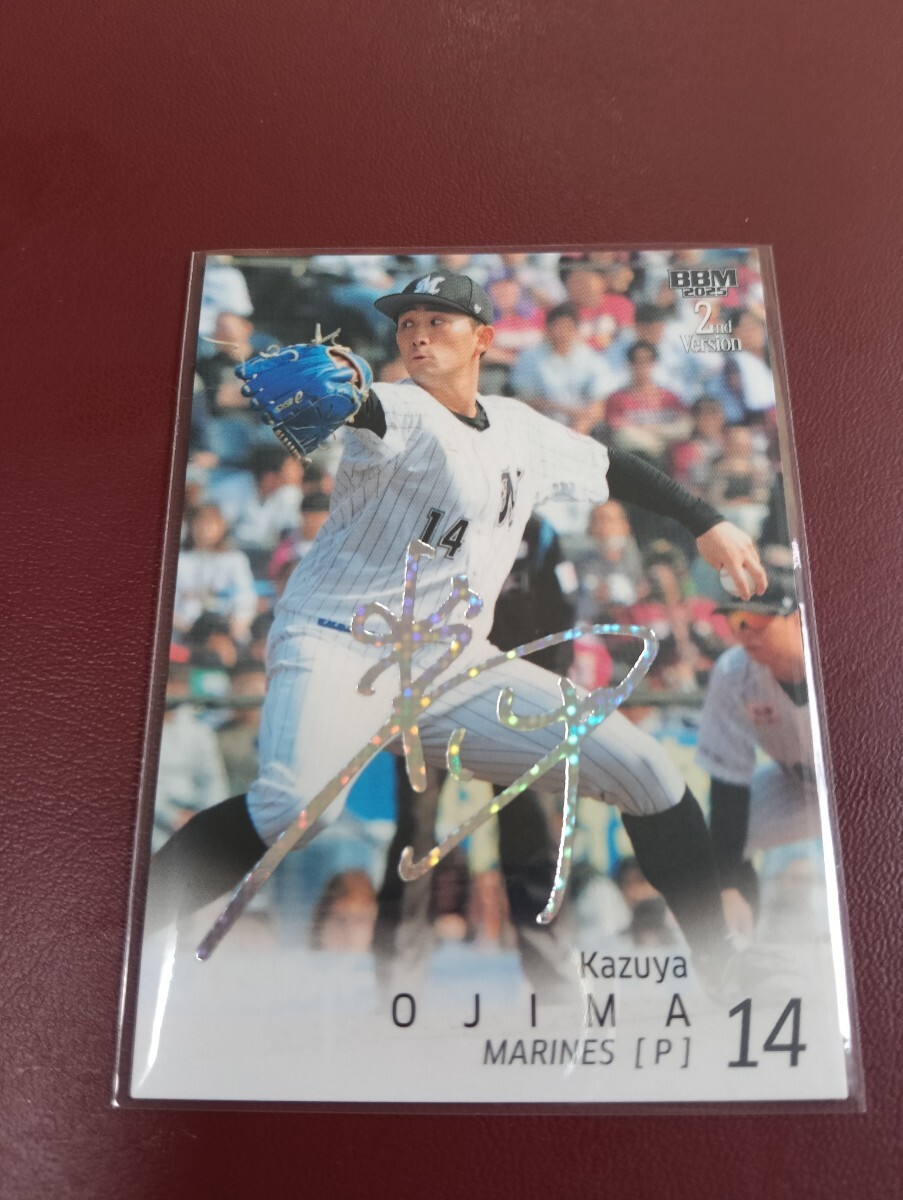 BBM
2025
2nd
Version
M
14
Kazuya
OJIMA
MARINES [P]
14